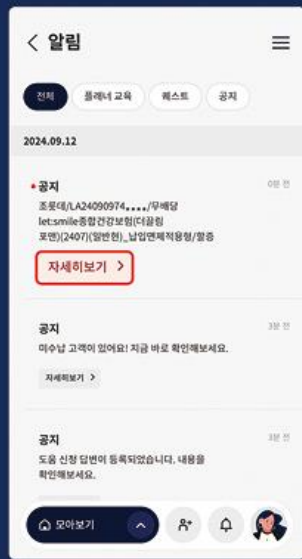 알림
전체 플래너 교육 퀘스트 공지
2024.09.12
공지 0분 전
조롯데/LA24090974••••/무배당
let:smile종합건강보험(더끌림
포맨)(2407)(일반현)_납입면제적용형/할증
자세히보기 >
공지 3분 전
미수납 고객이 있어요! 지금 바로 확인해보세요.
자세히보기 >
공지 3분 전
도움 신청 답변이 등록되었습니다. 내용을
확인해보세요.
모아보기